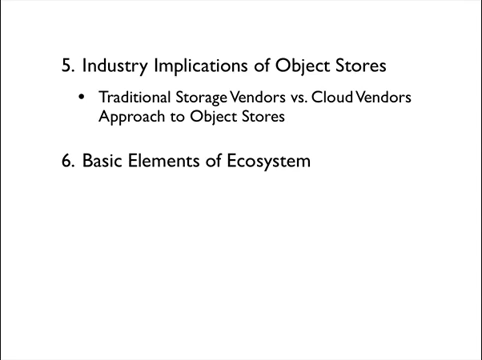 5. Industry Implications of Object Stores
• Traditional Storage Vendors vs. Cloud Vendors
Approach to Object Stores
6. Basic Elements of Ecosystem